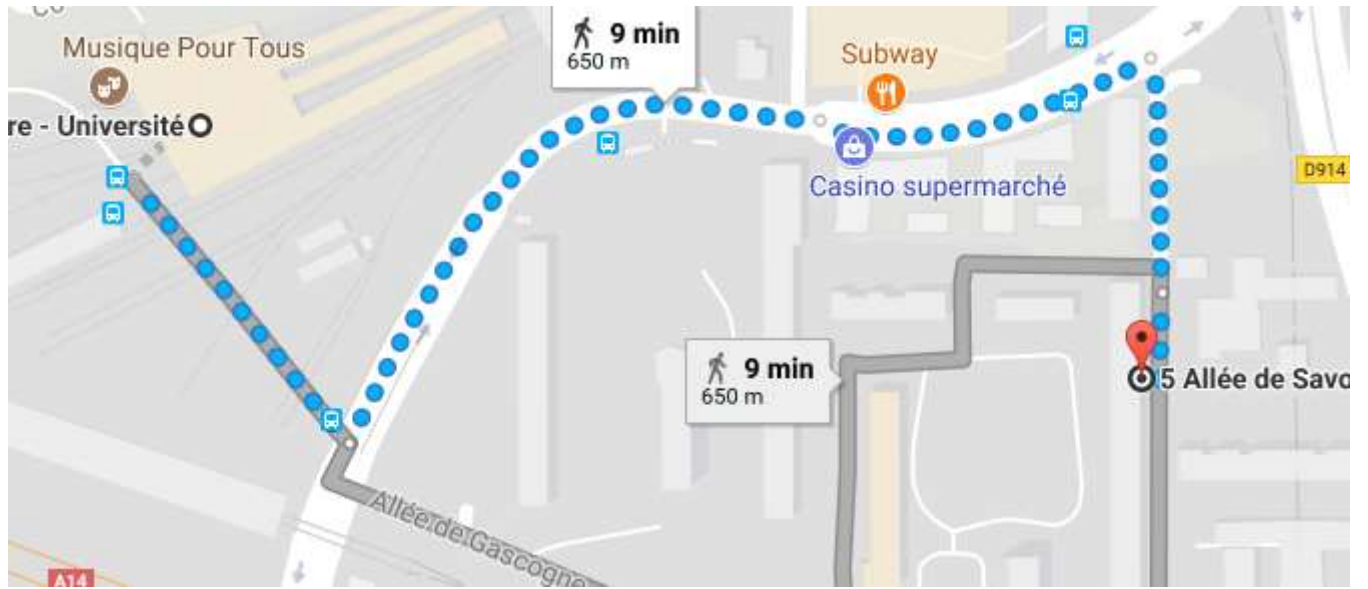 Musique Pour Tous
9 min
650 m
Subway
re - Université
Casino supermarché
D914
9 min
650 m
5 Allée de Savo
Allée de Gascogne
A14